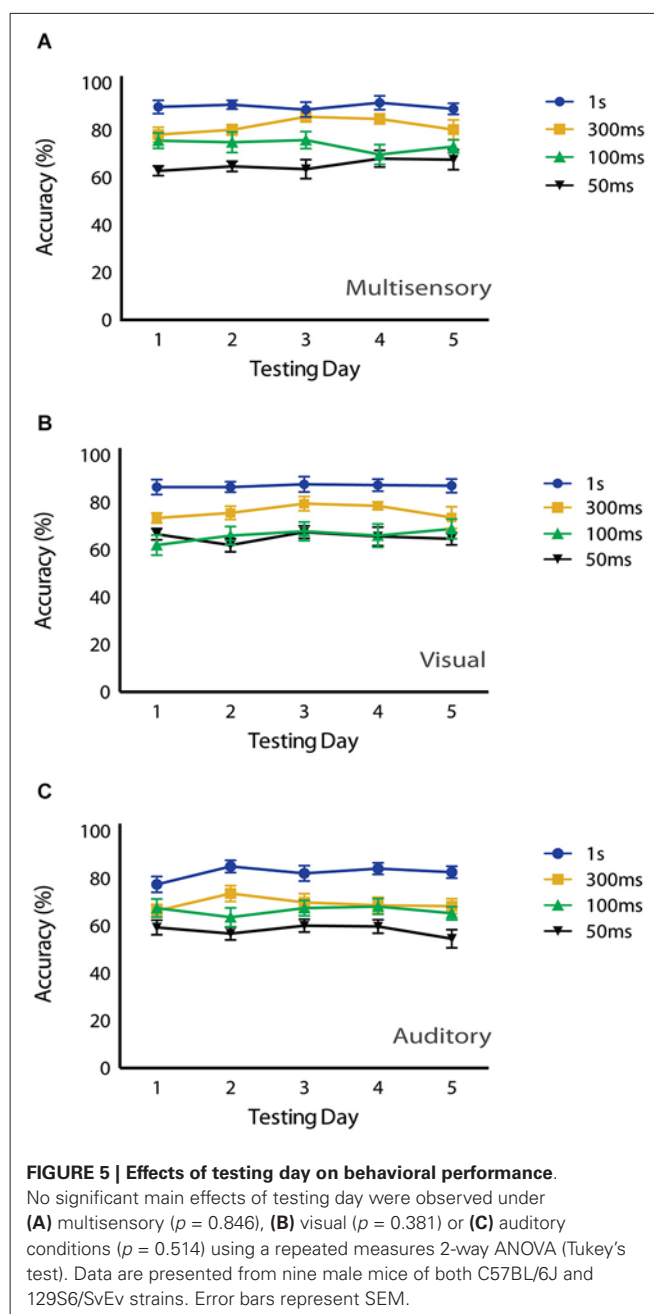 A
100
80
60
40
20
0
Accuracy (%)
1s
300ms
100ms
50ms
Multisensory
1 2 3 4 5
Testing Day
B
100
80
60
40
20
0
Accuracy (%)
1s
300ms
100ms
50ms
Visual
1 2 3 4 5
Testing Day
C
100
80
60
40
20
0
Accuracy (%)
1s
300ms
100ms
50ms
Auditory
1 2 3 4 5
Testing Day
FIGURE 5 | Effects of testing day on behavioral performance.
No significant main effects of testing day were observed under
(A) multisensory (p = 0.846), (B) visual (p = 0.381) or (C) auditory
conditions (p = 0.514) using a repeated measures 2-way ANOVA (Tukey's
test). Data are presented from nine male mice of both C57BL/6J and
129S6/SvEv strains. Error bars represent SEM.